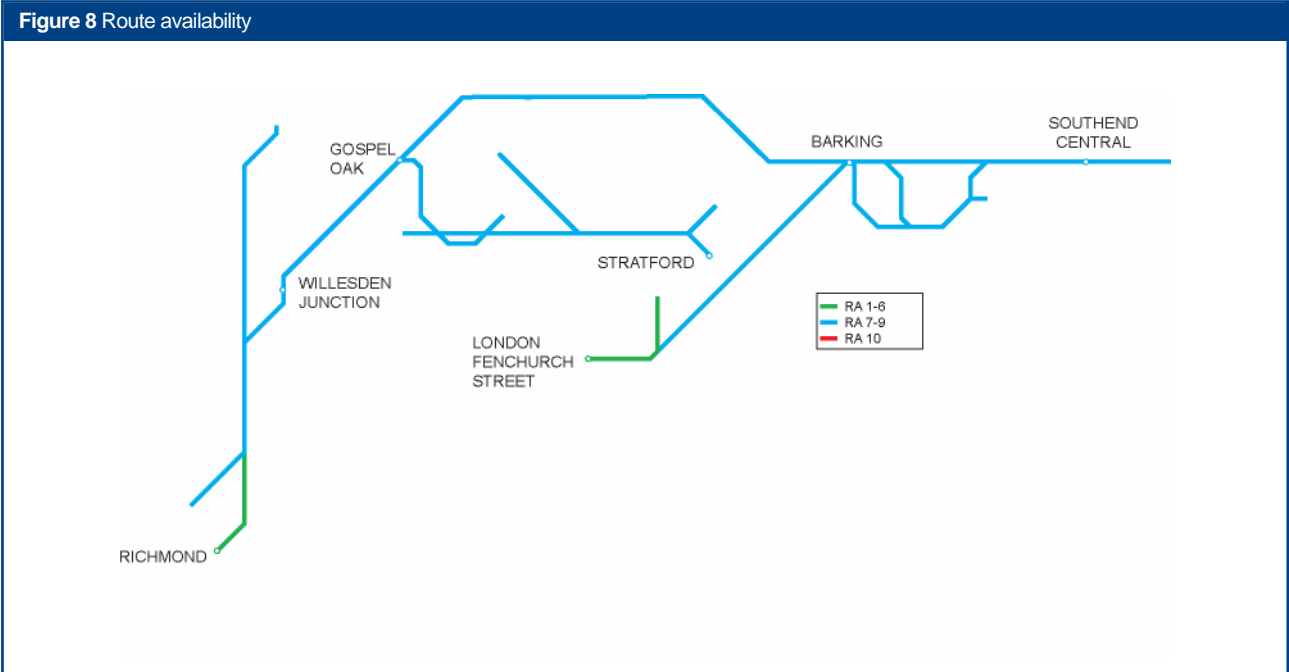 Figure 8 Route availability
SOUTHEND
CENTRAL
BARKING
GOSPEL
OAK
STRATFORD
WILLESDEN
JUNCTION
RA 1-6
RA 7-9
RA 10
LONDON
FENCHURCH
STREET
RICHMOND